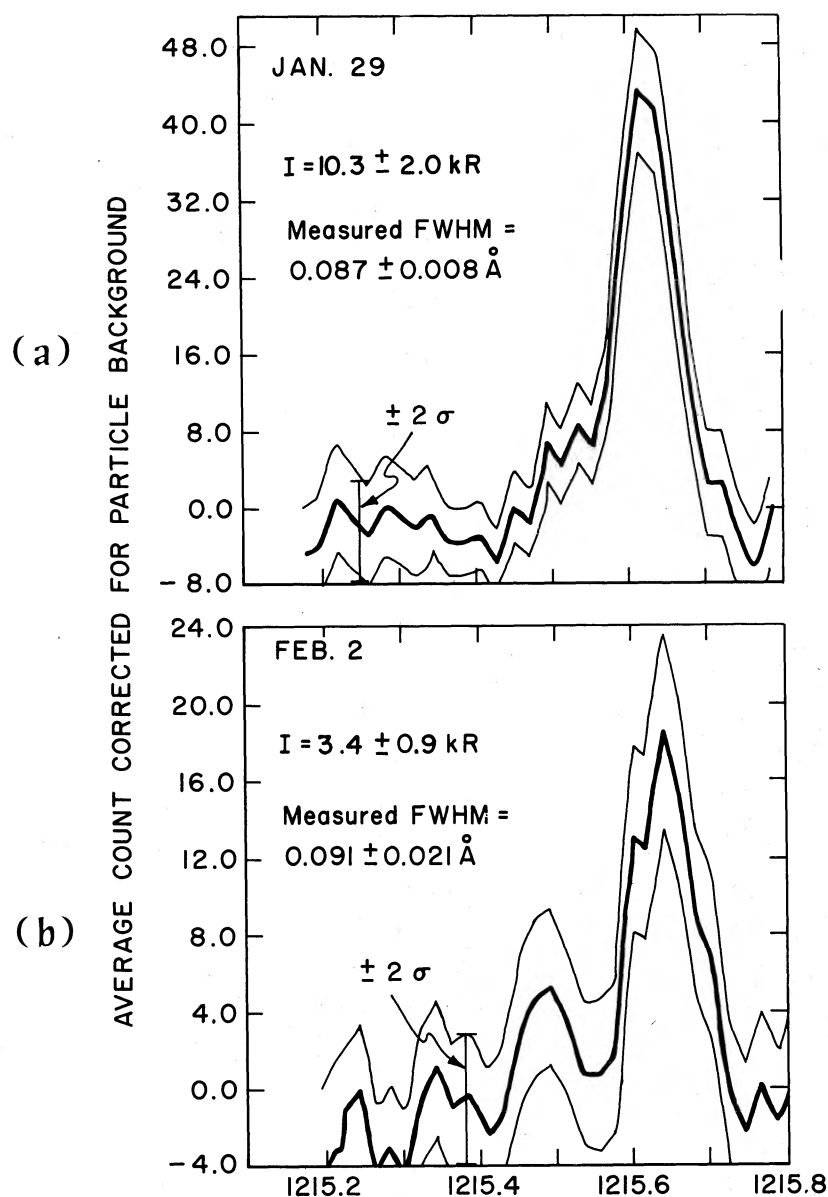 (a)
(b)
AVERAGE COUNT CORRECTED FOR PARTICLE BACKGROUND
48.0
40.0
32.0
24.0
16.0
8.0
0.0
-8.0
JAN. 29
I = 10.3 ± 2.0 kR
Measured FWHM =
0.087 ± 0.008 Å
± 2 σ
24.0
20.0
16.0
12.0
8.0
4.0
0.0
-4.0
FEB. 2
I = 3.4 ± 0.9 kR
Measured FWHM =
0.091 ± 0.021 Å
± 2 σ
1215.2 1215.4 1215.6 1215.8